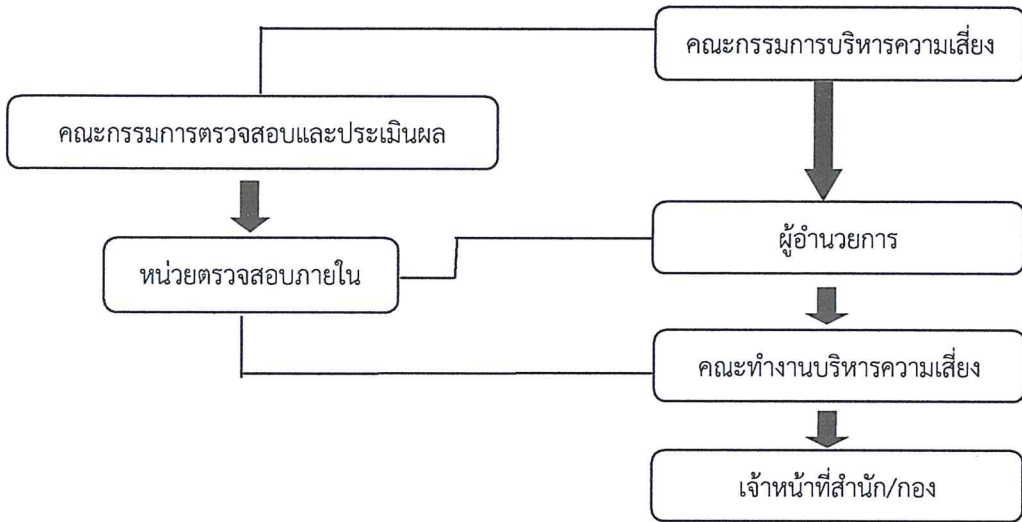 คณะกรรมการบริหารความเสี่ยง
คณะกรรมการตรวจสอบและประเมินผล
ผู้อำนวยการ
หน่วยตรวจสอบภายใน
คณะทำงานบริหารความเสี่ยง
เจ้าหน้าที่สำนัก/กอง